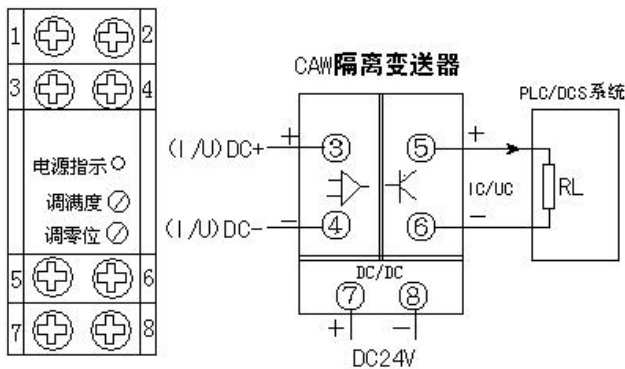 1 2
3 4
电源指示
调满度
调零位
5 6
7 8
CAW隔离变送器
PLC/DCS系统
(I/U)DC+ + ③ ⑤ +
IC/UC RL
(I/U)DC- - ④ ⑥ -
DC/DC
⑦ ⑧
+ -
DC24V